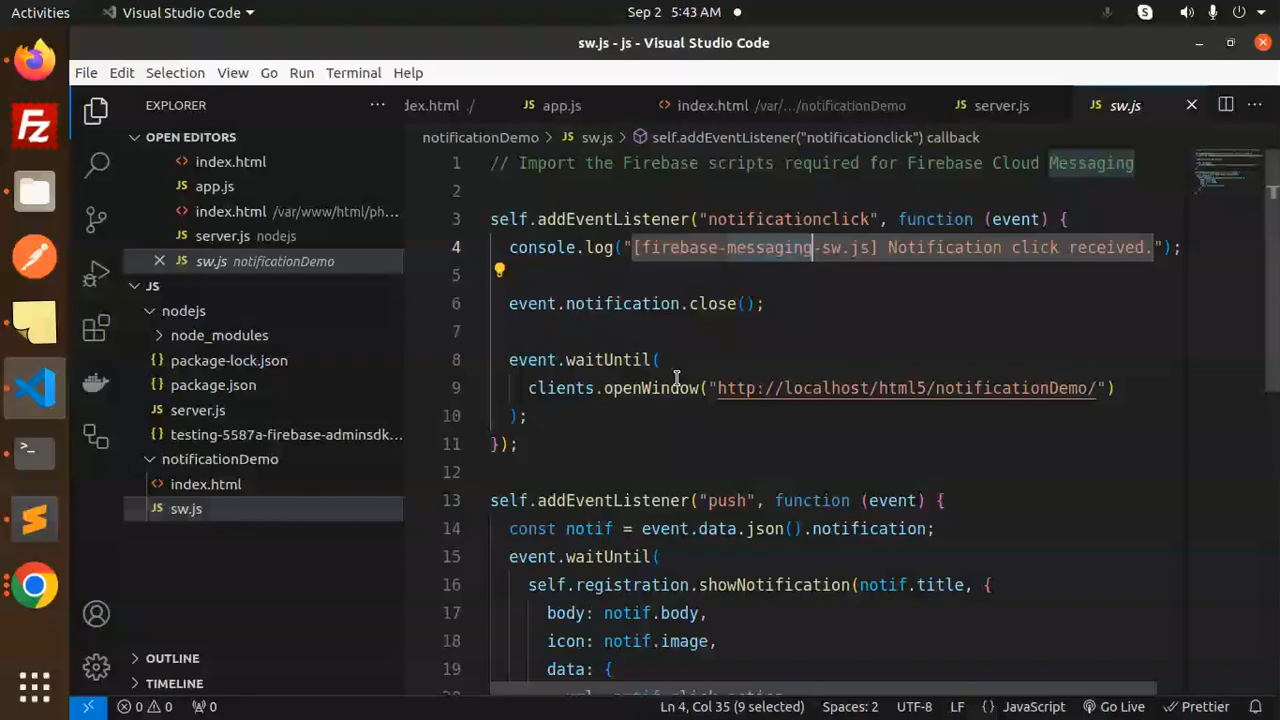 Activities
Visual Studio Code
Sep 2 5:43 AM
sw.js - js - Visual Studio Code
File Edit Selection View Go Run Terminal Help
EXPLORER
OPEN EDITORS
index.html
app.js
index.html /var/www/html/ph...
server.js nodejs
sw.js notificationDemo
JS
nodejs
node_modules
package-lock.json
package.json
server.js
testing-5587a-firebase-adminsdk...
notificationDemo
index.html
sw.js
OUTLINE
TIMELINE
dex.html / app.js index.html /var/.../notificationDemo server.js sw.js
notificationDemo > sw.js > self.addEventListener("notificationclick") callback
1 // Import the Firebase scripts required for Firebase Cloud Messaging
2
3 self.addEventListener("notificationclick", function (event) {
4 console.log("[firebase-messaging-sw.js] Notification click received.");
5
6 event.notification.close();
7
8 event.waitUntil(
9 clients.openWindow("http://localhost/html5/notificationDemo/")
10 );
11 });
12
13 self.addEventListener("push", function (event) {
14 const notif = event.data.json().notification;
15 event.waitUntil(
16 self.registration.showNotification(notif.title, {
17 body: notif.body,
18 icon: notif.image,
19 data: {
0 0 0 Ln 4, Col 35 (9 selected) Spaces: 2 UTF-8 LF {} JavaScript Go Live Prettier